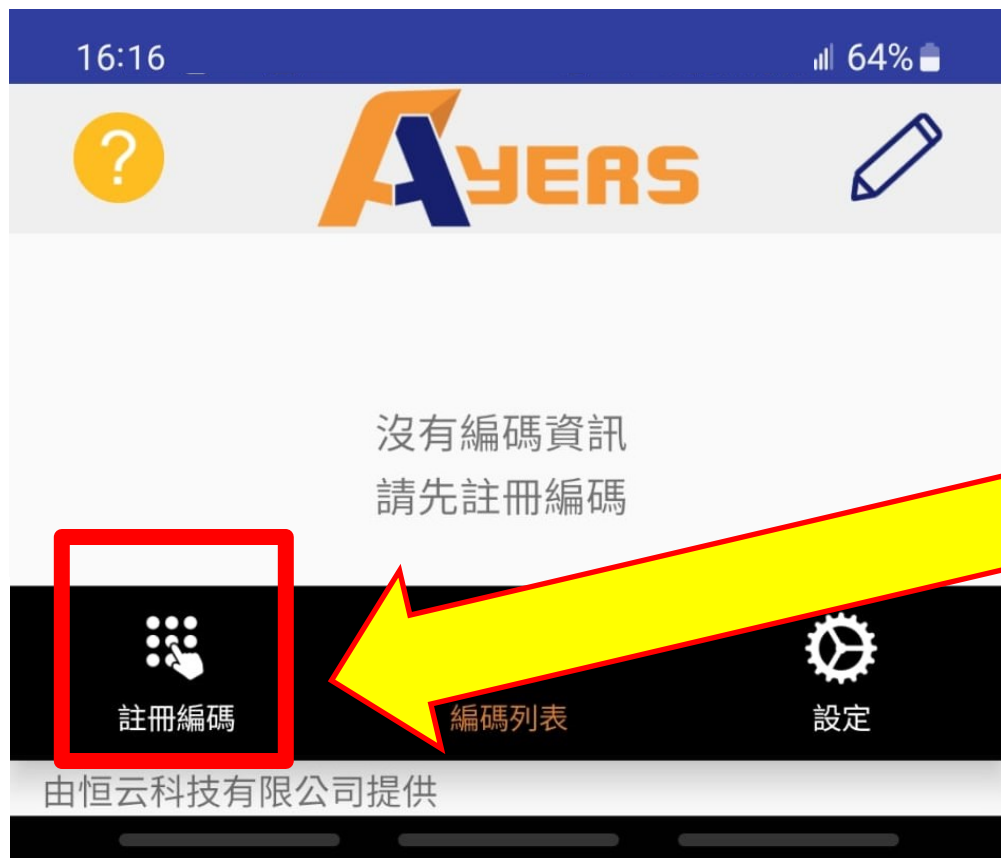 16:16 _
64%
?
AYERS
沒有編碼資訊
請先註冊編碼
註冊編碼
編碼列表
設定
由恒云科技有限公司提供